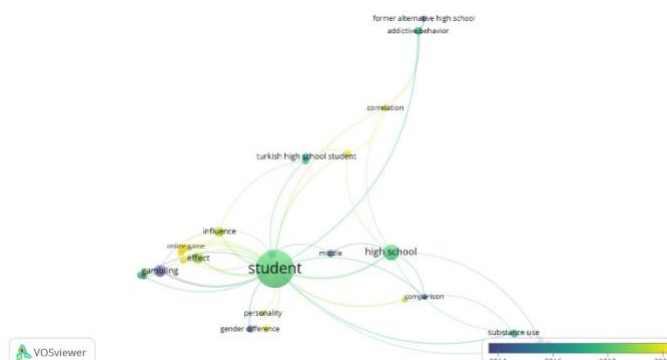 former alternative high school
addictive behavior
correlation
turkish high school student
influence
online game
effect
gambling
student
middle
high school
comparison
personality
gender difference
substance use
VOSviewer